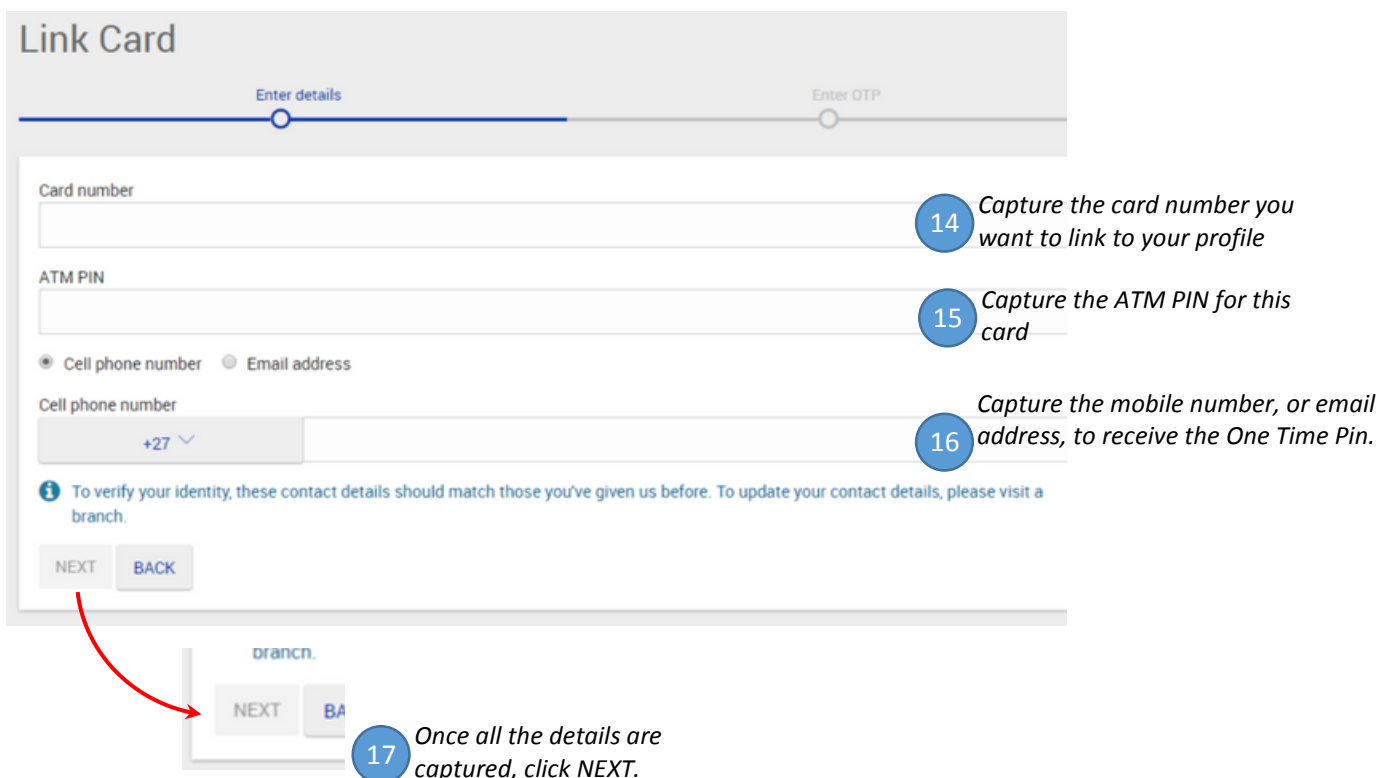 Link Card
Enter details
Enter OTP
Card number
14
Capture the card number you
want to link to your profile
ATM PIN
15
Capture the ATM PIN for this
card
Cell phone number
Email address
Cell phone number
+27
16
Capture the mobile number, or email
address, to receive the One Time Pin.
To verify your identity, these contact details should match those you've given us before. To update your contact details, please visit a
branch.
NEXT
BACK
branch.
NEXT
BA
17
Once all the details are
captured, click NEXT.